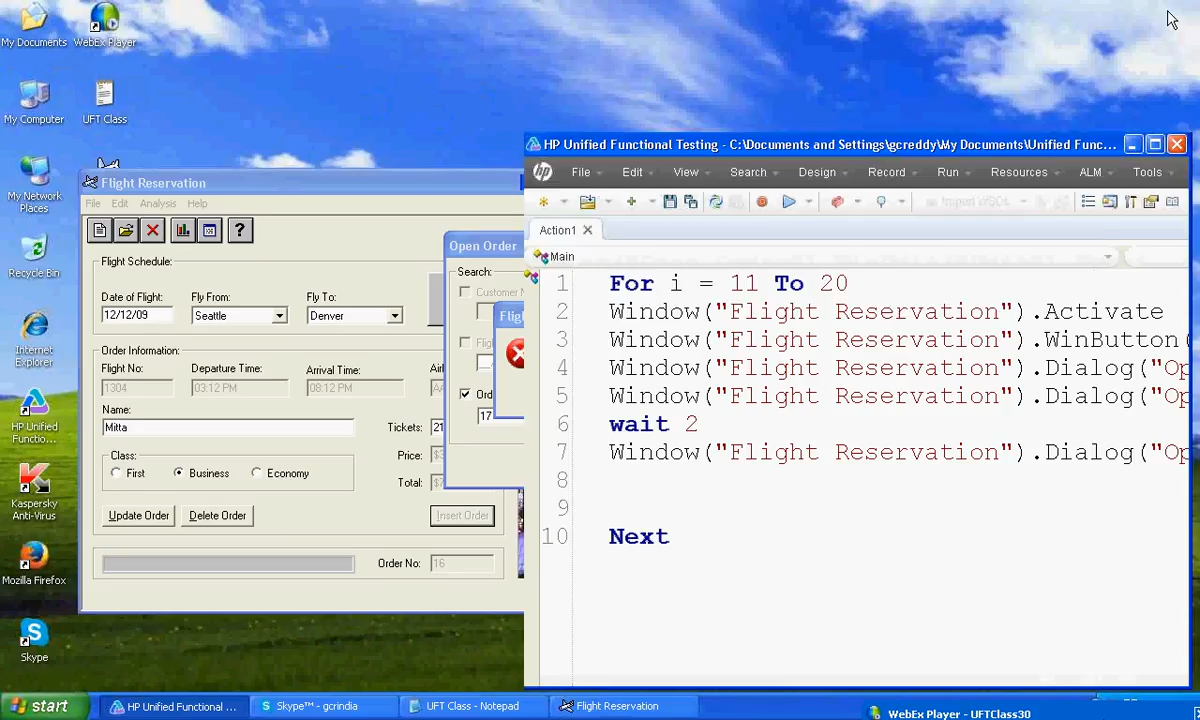 My Documents
WebEx Player
My Computer
UFT Class
My Network
Places
Recycle Bin
Internet
Explorer
HP Unified
Functio...
Kaspersky
Anti-Virus
Mozilla Firefox
Skype
Flight Reservation
File Edit Analysis Help
Flight Schedule:
Date of Flight: Fly From: Fly To:
12/12/09 Seattle Denver
Order Information:
Flight No: Departure Time: Arrival Time:
1304 03:12 PM 08:12 PM
Name:
Mitta
Tickets: 21
Class:
First Business Economy
Price:
Total:
Update Order Delete Order Insert Order
Order No: 16
Open Order
Search:
Customer
17
HP Unified Functional Testing - C:\Documents and Settings\gcreddy\My Documents\Unified Func...
hp File Edit View Search Design Record Run Resources ALM Tools
Action1
Main
1 For i = 11 To 20
2 Window("Flight Reservation").Activate
3 Window("Flight Reservation").WinButton(
4 Window("Flight Reservation").Dialog("Op
5 Window("Flight Reservation").Dialog("Op
6 wait 2
7 Window("Flight Reservation").Dialog("Op
8
9
10 Next
start
HP Unified Functional ...
Skype™ - gcrindia
UFT Class - Notepad
Flight Reservation
WebEx Player - UFTClass30